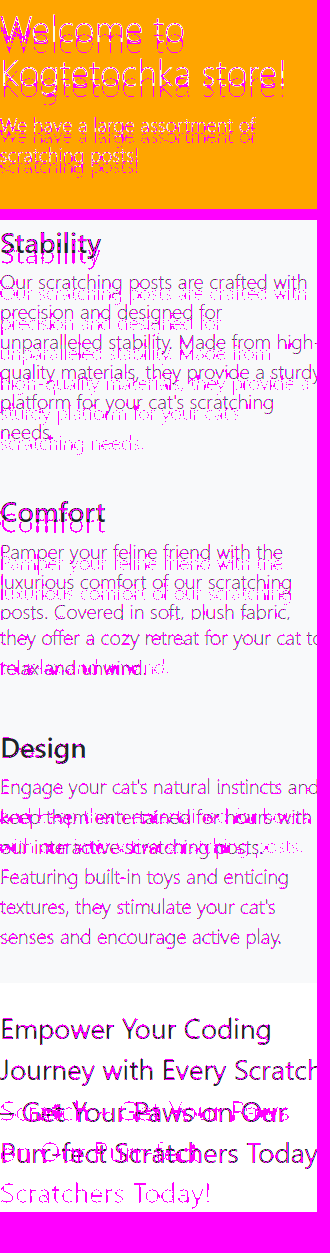 Welcome to
Kogtetochka store!
We have a large assortment of
scratching posts!
Stability
Our scratching posts are crafted with
precision and designed for
unparalleled stability. Made from high-
quality materials, they provide a sturdy
platform for your cat's scratching
needs.
Comfort
Pamper your feline friend with the
luxurious comfort of our scratching
posts. Covered in soft, plush fabric,
they offer a cozy retreat for your cat to
relax and unwind.
Design
Engage your cat's natural instincts and
keep them entertained for hours with
our interactive scratching posts.
Featuring built-in toys and enticing
textures, they stimulate your cat's
senses and encourage active play.
Empower Your Coding
Journey with Every Scratch
– Get Your Paws on Our
Purr-fect Scratchers Today
Scratchers Today!